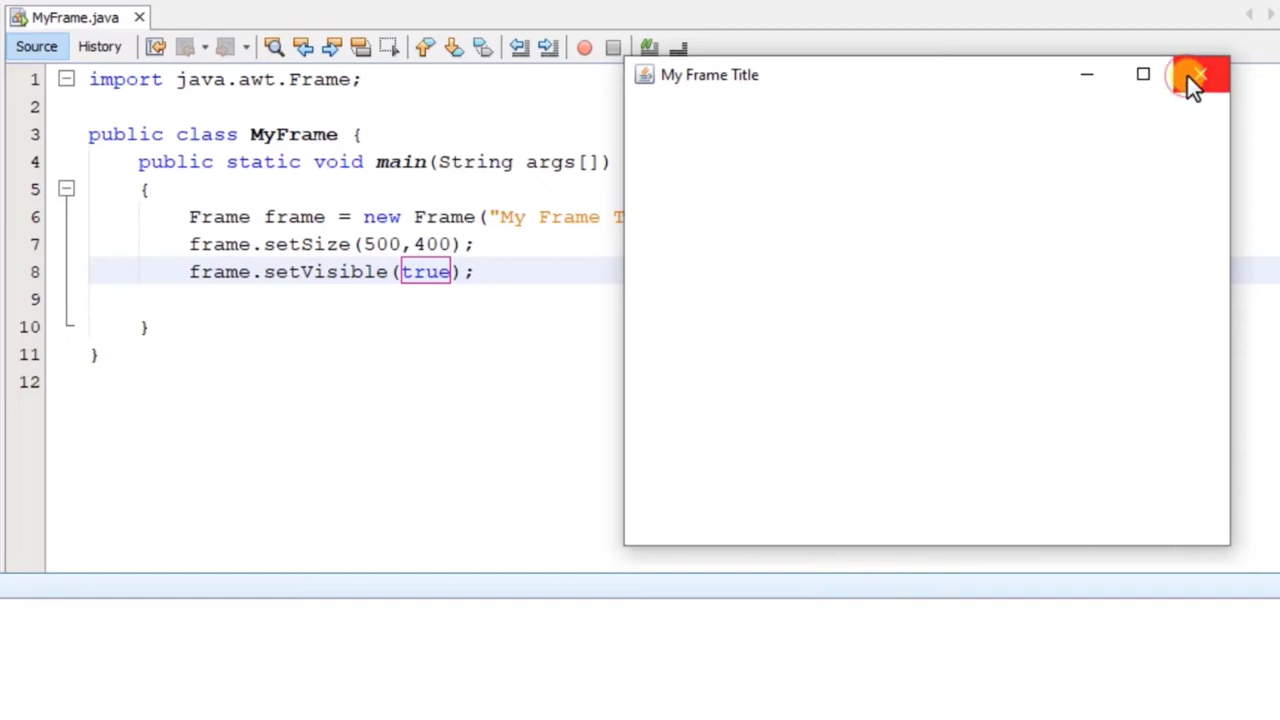 MyFrame.java
Source History
1 import java.awt.Frame;
2
3 public class MyFrame {
4 public static void main(String args[])
5 {
6 Frame frame = new Frame("My Frame T
7 frame.setSize(500,400);
8 frame.setVisible(true);
9
10 }
11 }
12
My Frame Title